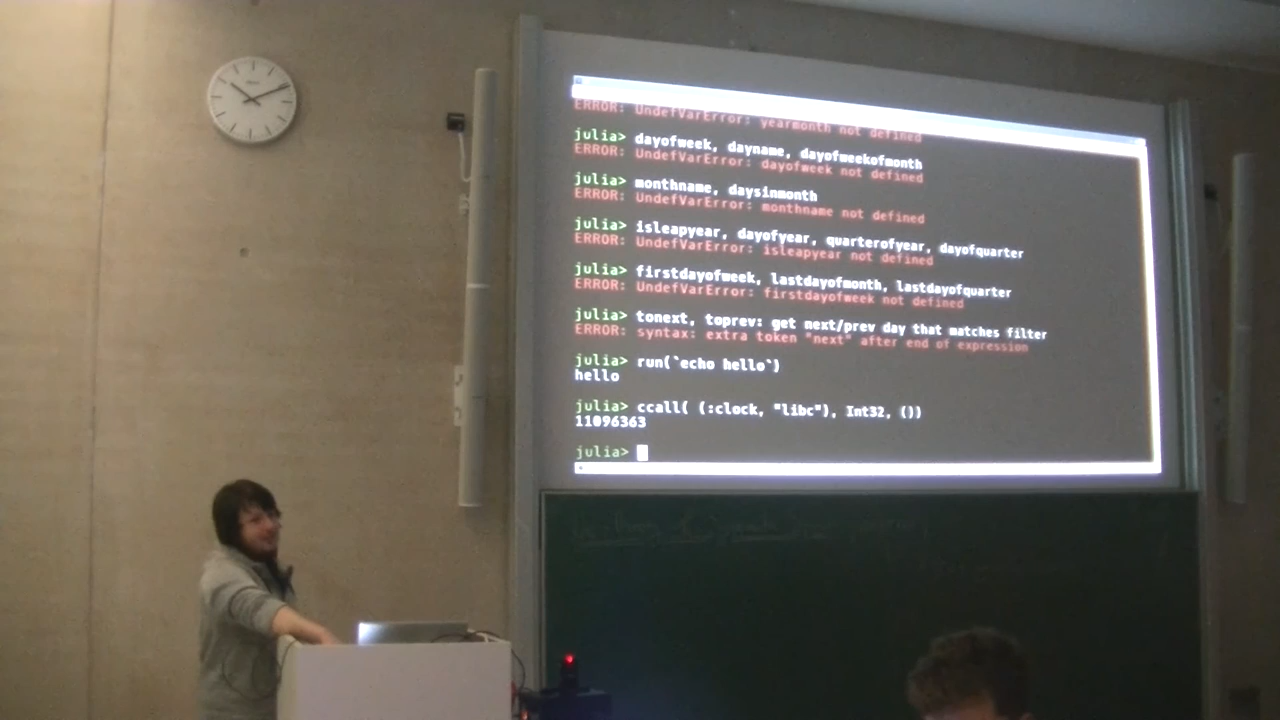 ERROR: UndefVarError: yearmonth not defined
julia> dayofweek, dayname, dayofweekofmonth
ERROR: UndefVarError: dayofweek not defined
julia> monthname, daysinmonth
ERROR: UndefVarError: monthname not defined
julia> isleapyear, dayofyear, quarterofyear, dayofquarter
ERROR: UndefVarError: isleapyear not defined
julia> firstdayofweek, lastdayofmonth, lastdayofquarter
ERROR: UndefVarError: firstdayofweek not defined
julia> tonext, toprev: get next/prev day that matches filter
ERROR: syntax: extra token "next" after end of expression
julia> run(`echo hello`)
hello
julia> ccall( (:clock, "libc"), Int32, ())
11096363
julia>